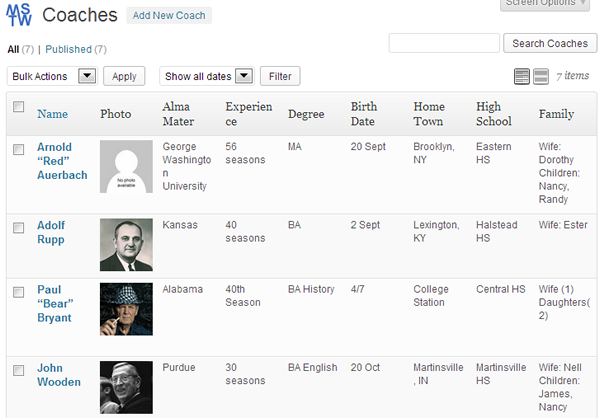 Screen Options
MS
TW
Coaches
Add New Coach
All (7) | Published (7)
Search Coaches
Bulk Actions
Apply
Show all dates
Filter
7 items
Name
Photo
Alma
Mater
Experien
ce
Degree
Birth
Date
Home
Town
High
School
Family
Arnold
“Red”
Auerbach
No photo
available
George
Washingto
n
University
56
seasons
MA
20 Sept
Brooklyn,
NY
Eastern
HS
Wife:
Dorothy
Children:
Nancy,
Randy
Adolf
Rupp
Kansas
40
seasons
BA
2 Sept
Lexington,
KY
Halstead
HS
Wife: Ester
Paul
“Bear”
Bryant
Alabama
40th
Season
BA History
4/7
College
Station
Central HS
Wife (1)
Daughters(
2)
John
Wooden
Purdue
30
seasons
BA English
20 Oct
Martinsville
, IN
Martinsville
HS
Wife: Nell
Children:
James,
Nancy